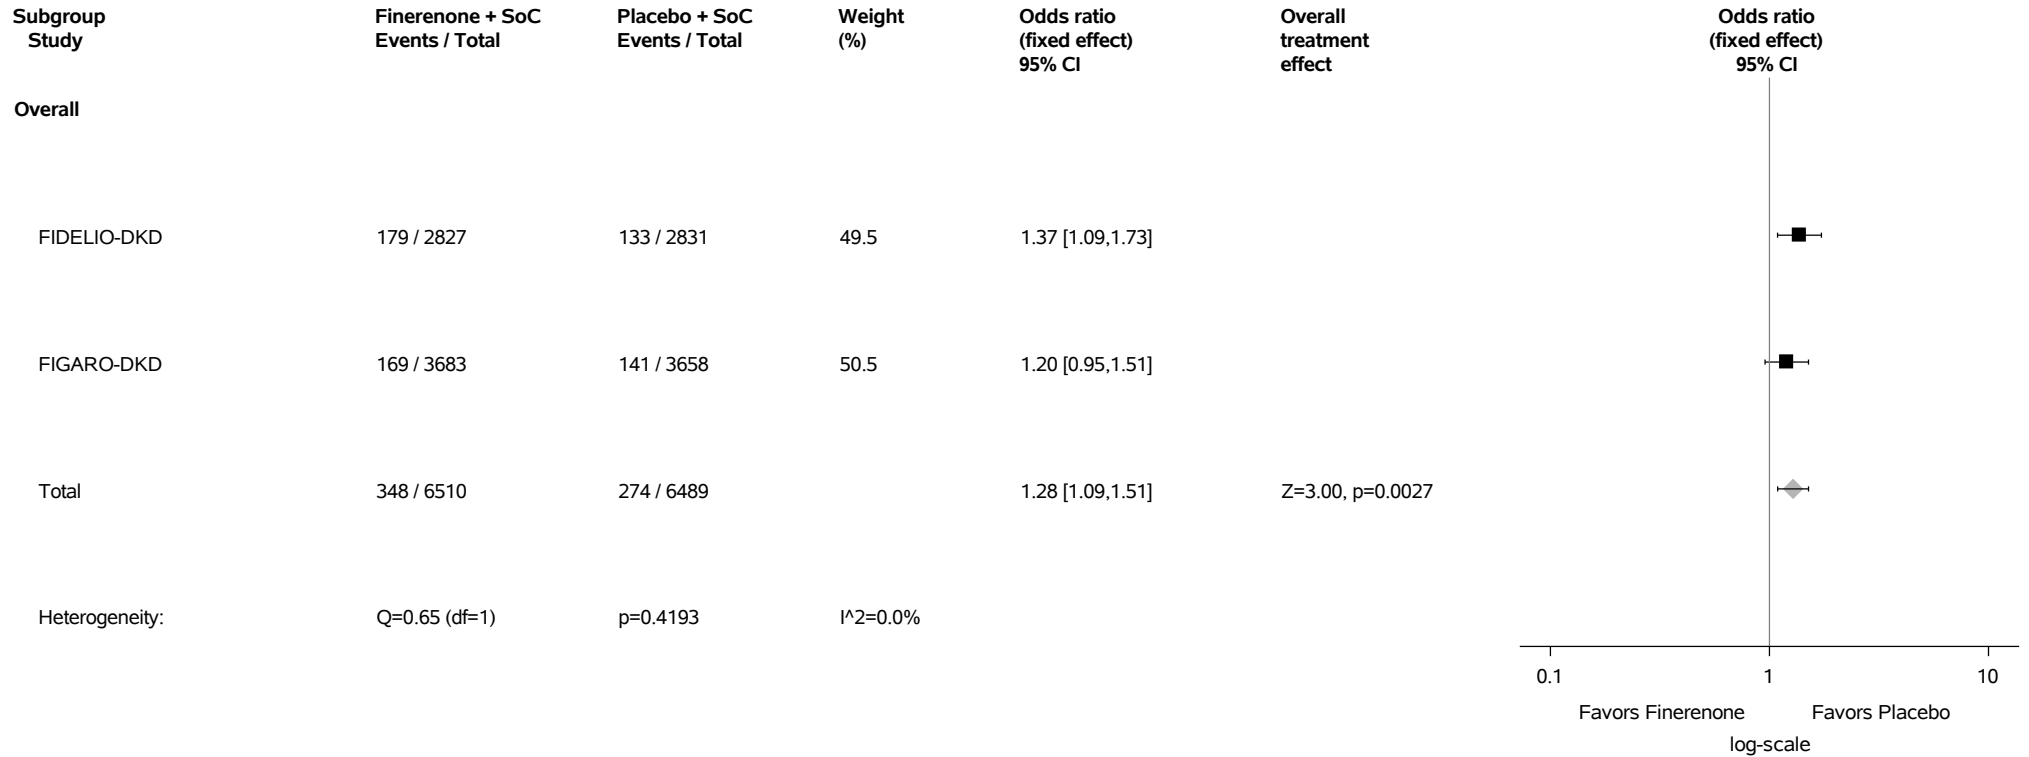 Subgroup Finerenone + SoC Placebo + SoC Weight Odds ratio Overall Odds ratio
Study Events / Total Events / Total (%) (fixed effect) treatment (fixed effect)
95% CI effect 95% CI
Overall
FIDELIO-DKD 179 / 2827 133 / 2831 49.5 1.37 [1.09,1.73]
FIGARO-DKD 169 / 3683 141 / 3658 50.5 1.20 [0.95,1.51]
Total 348 / 6510 274 / 6489 1.28 [1.09,1.51] Z=3.00, p=0.0027
Heterogeneity: Q=0.65 (df=1) p=0.4193 I^2=0.0%
0.1 1 10
Favors Finerenone Favors Placebo
log-scale